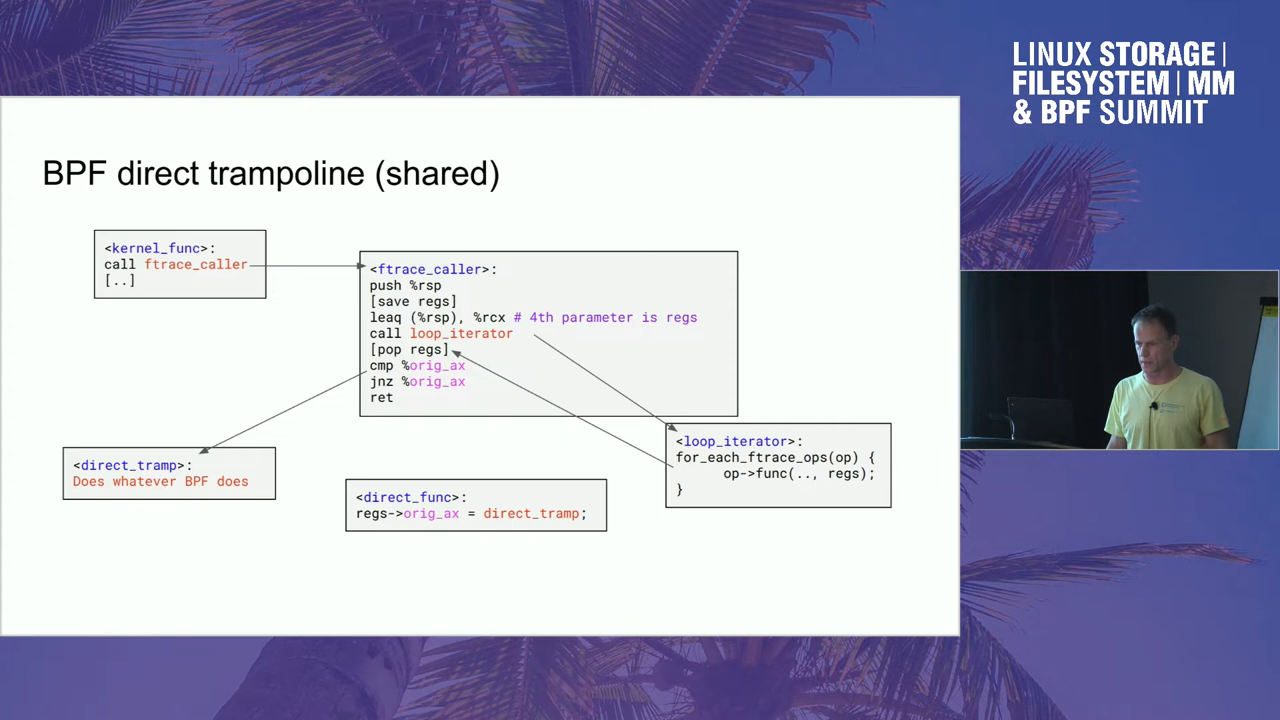 LINUX STORAGE |
FILESYSTEM | MM
& BPF SUMMIT
BPF direct trampoline (shared)
<kernel_func>:
call ftrace_caller
[..]
<ftrace_caller>:
push %rsp
[save regs]
leaq (%rsp), %rcx # 4th parameter is regs
call loop_iterator
[pop regs]
cmp %orig_ax
jnz %orig_ax
ret
<loop_iterator>:
for_each_ftrace_ops(op) {
op->func(.., regs);
}
<direct_tramp>:
Does whatever BPF does
<direct_func>:
regs->orig_ax = direct_tramp;